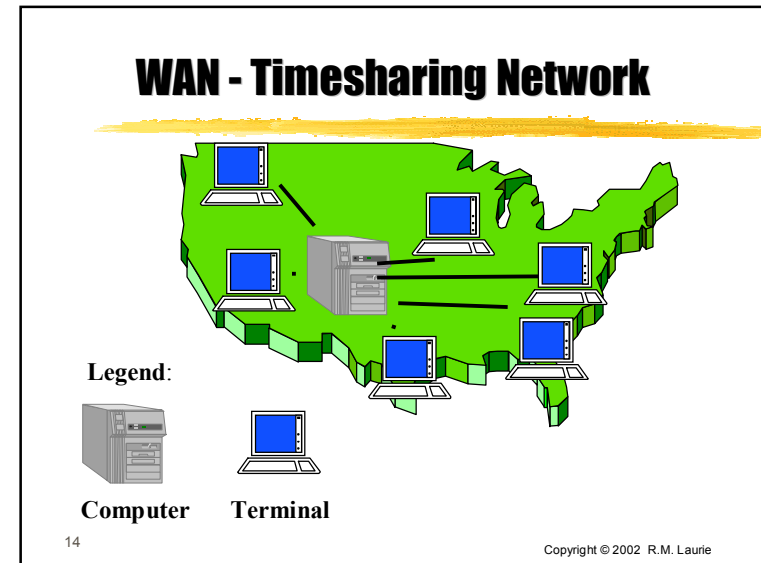 WAN - Timesharing Network
Legend:
Computer Terminal
14
Copyright © 2002 R.M. Laurie